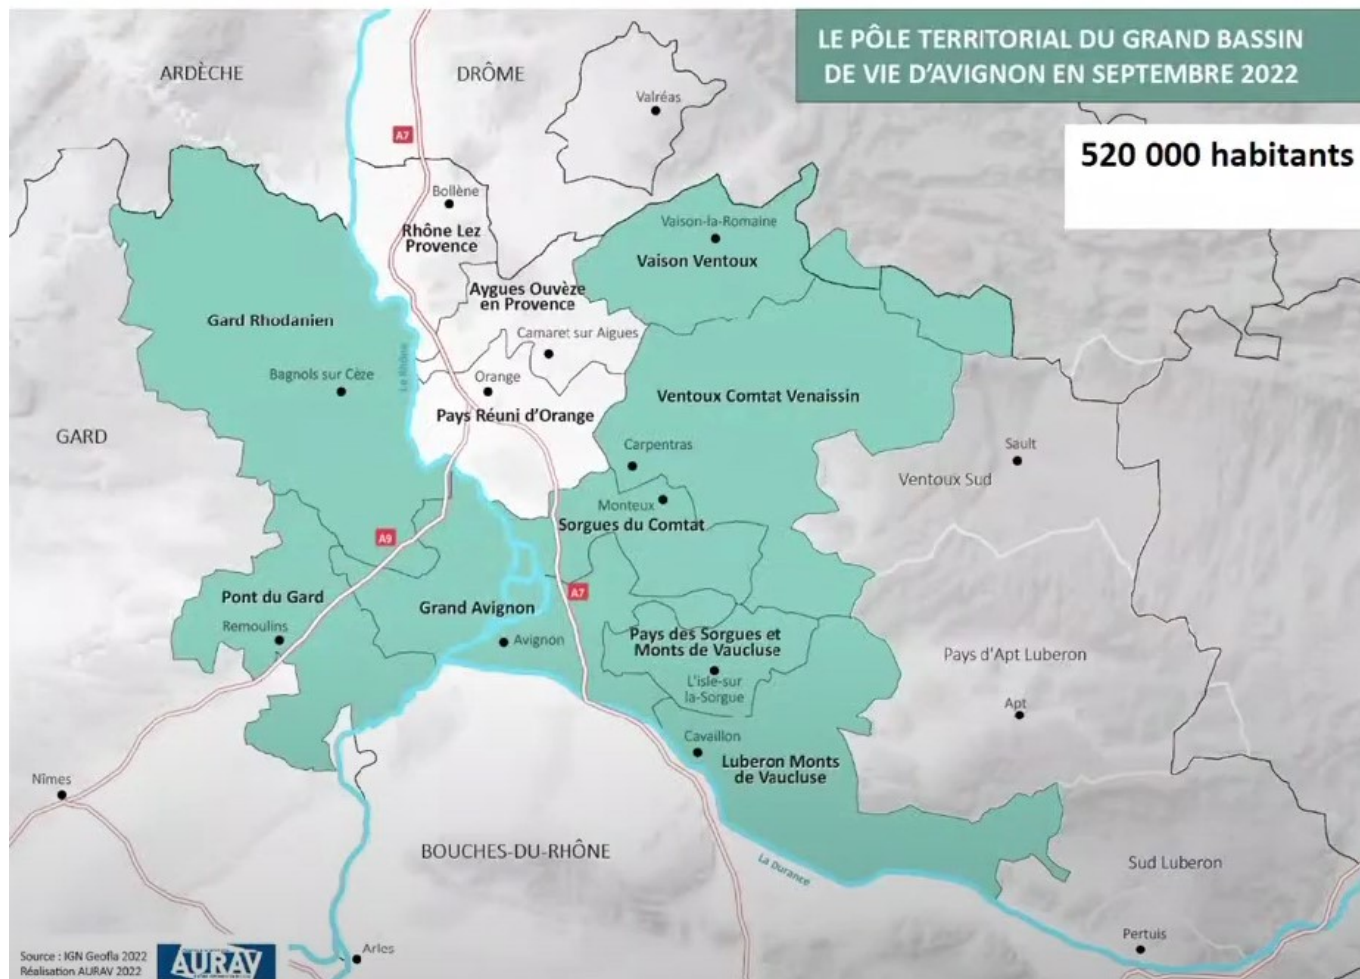 LE PÔLE TERRITORIAL DU GRAND BASSIN
DE VIE D'AVIGNON EN SEPTEMBRE 2022
520 000 habitants
ARDÈCHE
DRÔME
Valréas
A7
Bollène
Rhône Lez
Provence
Vaison-la-Romaine
Vaison Ventoux
Aygues Ouvèze
en Provence
Gard Rhodanien
Camaret sur Aigues
Le Rhône
Bagnols sur Cèze
Orange
Pays Réuni d'Orange
Ventoux Comtat Venaissin
GARD
Carpentras
Sault
Ventoux Sud
Monteux
Sorgues du Comtat
A9
A7
Pont du Gard
Grand Avignon
Remoulins
Avignon
Pays des Sorgues et
Monts de Vaucluse
L'isle-sur
la-Sorgue
Pays d'Apt Luberon
Apt
Cavaillon
Luberon Monts
de Vaucluse
Nîmes
BOUCHES-DU-RHÔNE
La Durance
Sud Luberon
Pertuis
Arles
Source : IGN Geofla 2022
Réalisation AURAV 2022
AURAV